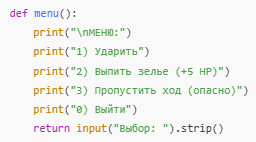 def menu():
    print("\nМЕНЮ:")
    print("1) Ударить")
    print("2) Выпить зелье (+5 HP)")
    print("3) Пропустить ход (опасно)")
    print("0) Выйти")
    return input("Выбор: ").strip()